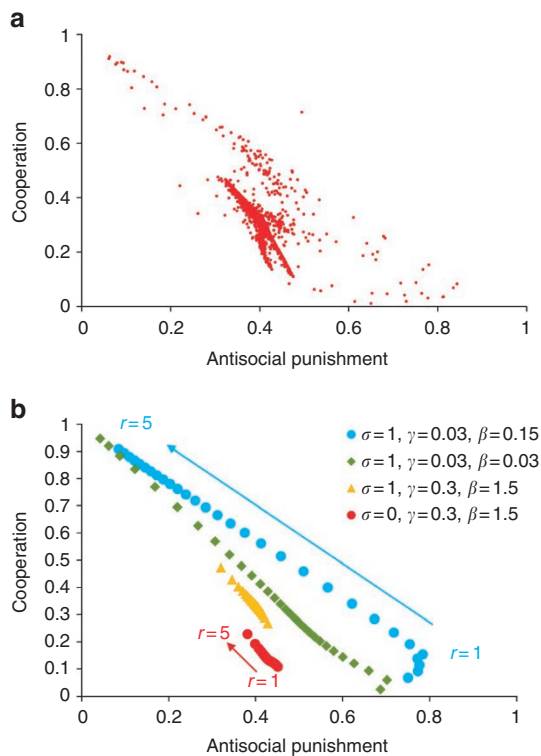 a
1
0.8
0.6
0.4
0.2
0
Cooperation
0 0.2 0.4 0.6 0.8 1
Antisocial punishment
b
1
0.9
0.8
0.7
0.6
0.5
0.4
0.3
0.2
0.1
0
Cooperation
r=5
σ=1, γ=0.03, β=0.15
σ=1, γ=0.03, β=0.03
σ=1, γ=0.3, β=1.5
σ=0, γ=0.3, β=1.5
r=5
r=1
r=1
0 0.2 0.4 0.6 0.8 1
Antisocial punishment